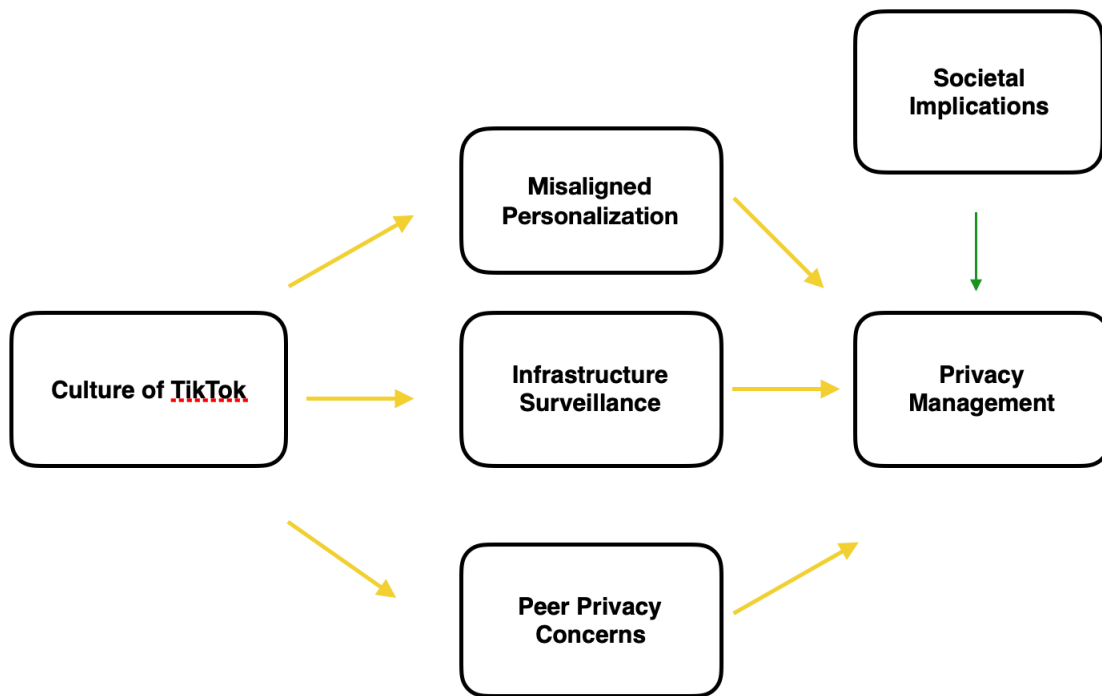 Societal
Implications
Misaligned
Personalization
Culture of TikTok
Infrastructure
Surveillance
Privacy
Management
Peer Privacy
Concerns